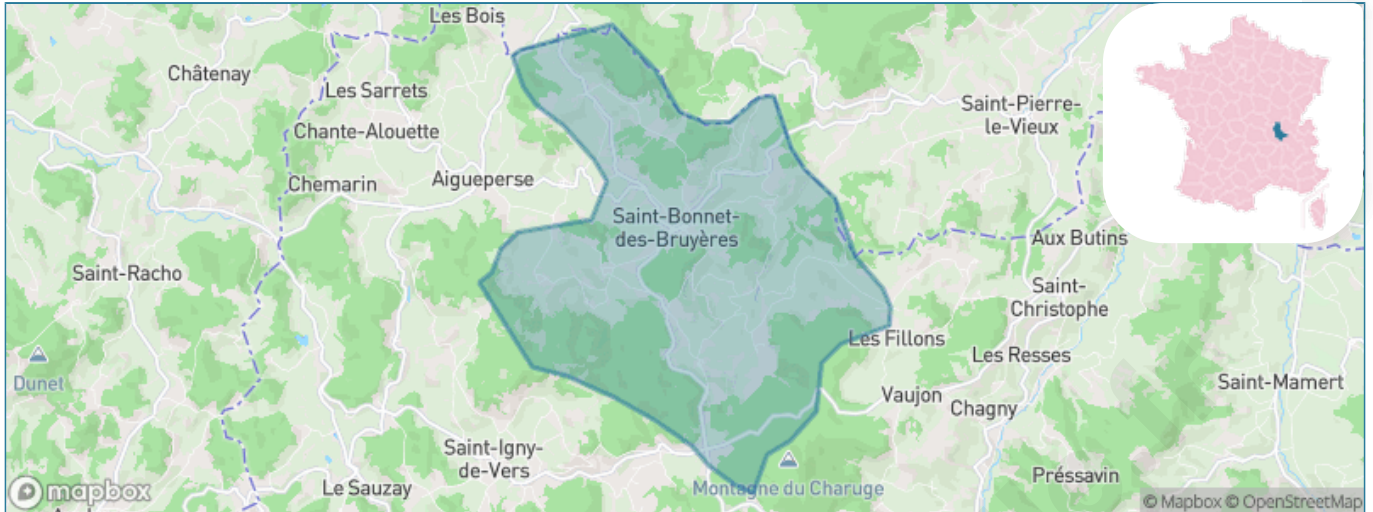 Les Bois
Châtenay
Les Sarrets
Chante-Alouette
Chemarin
Aigueperse
Saint-Pierre-
le-Vieux
Saint-Bonnet-
des-Bruyères
Aux Butins
Saint-Racho
Saint-
Christophe
Les Fillons
Les Resses
Dunet
Vaujon
Chagny
Saint-Mamert
Saint-Igny-
de-Vers
Le Sauzay
Montagne du Charuge
Préssavin
mapbox
© Mapbox © OpenStreetMap